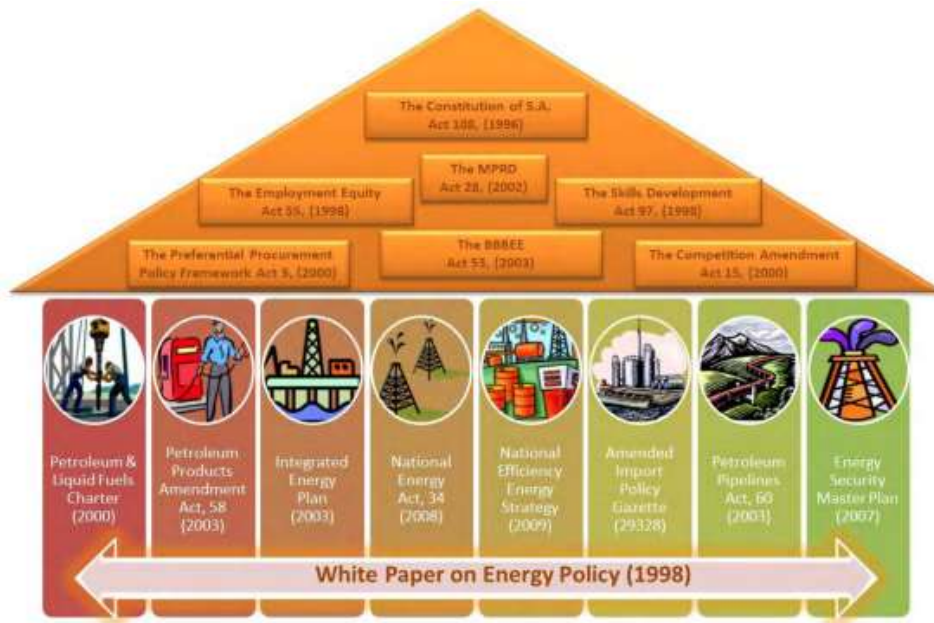 The Constitution of S.A.
Act 108, (1996)
The MPRD
Act 28, (2002)
The Employment Equity
Act 55, (1998)
The Skills Development
Act 97, (1998)
The Preferential Procurement
Policy Framework Act 5, (2000)
The BBBEE
Act 53, (2003)
The Competition Amendment
Act 15, (2000)
Petroleum &
Liquid Fuels
Charter
(2000)
Petroleum
Products
Amendment
Act, 58
(2003)
Integrated
Energy
Plan
(2003)
National
Energy
Act, 34
(2008)
National
Efficiency
Energy
Strategy
(2009)
Amended
Import
Policy
Gazette
(29328)
Petroleum
Pipelines
Act, 60
(2003)
Energy
Security
Master Plan
(2007)
White Paper on Energy Policy (1998)